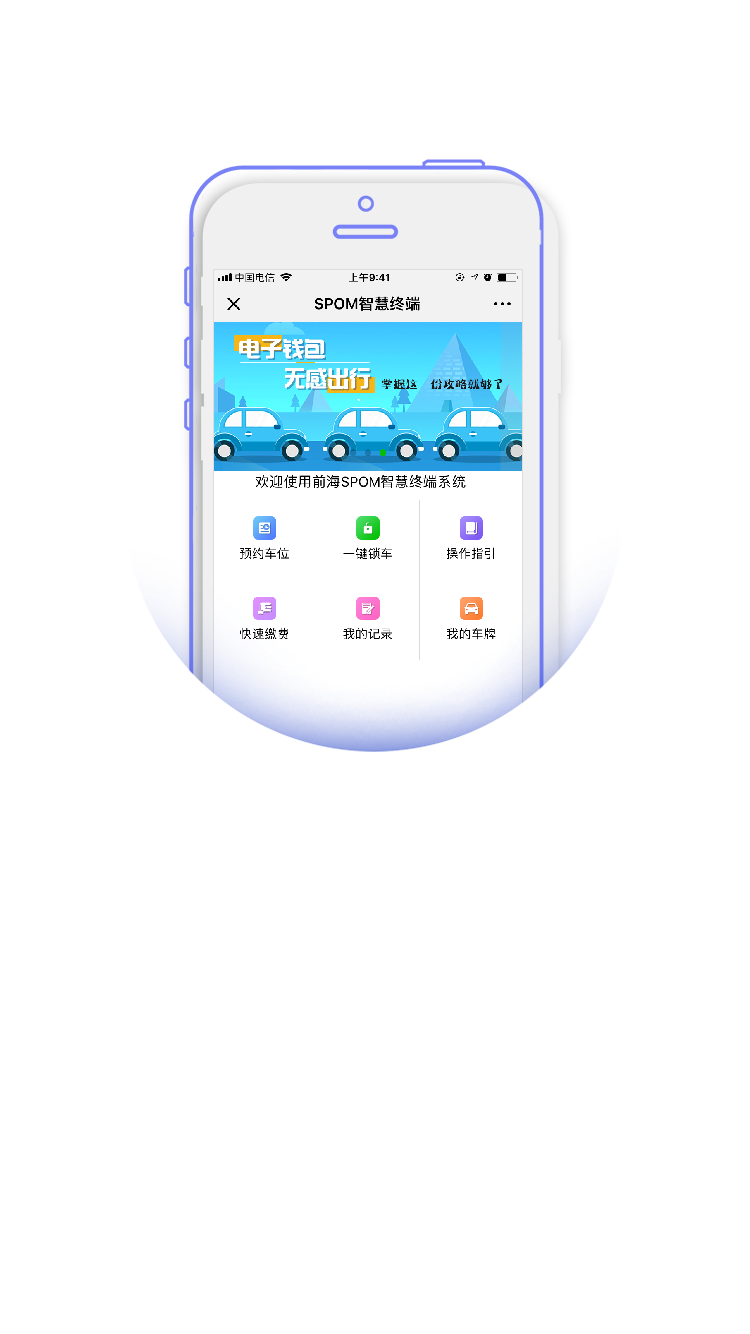 中国电信 上午9:41
SPOM智慧终端
电子钱包
无感出行 掌握这一份攻略就够了
欢迎使用前海SPOM智慧终端系统
预约车位 一键锁车 操作指引
快速缴费 我的记录 我的车牌